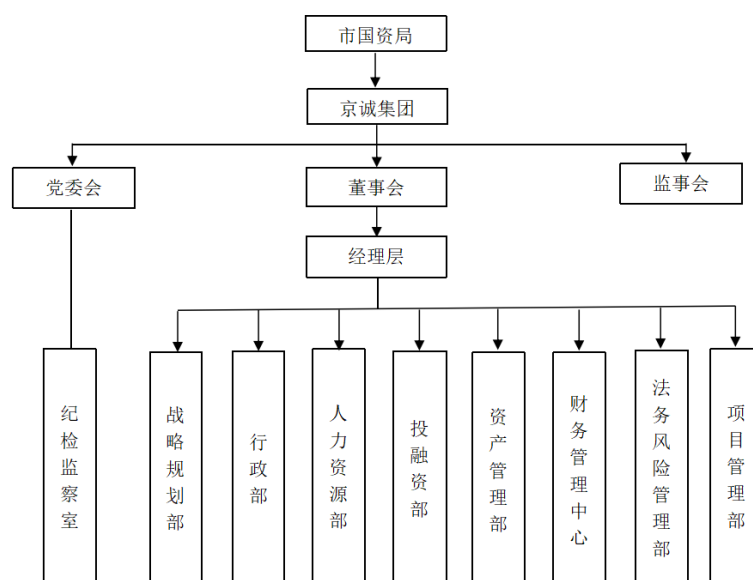 市国资局
京诚集团
党委会
董事会
监事会
经理层
纪检监察室
战略规划部
行政部
人力资源部
投融资部
资产管理部
财务管理中心
法务风险管理部
项目管理部